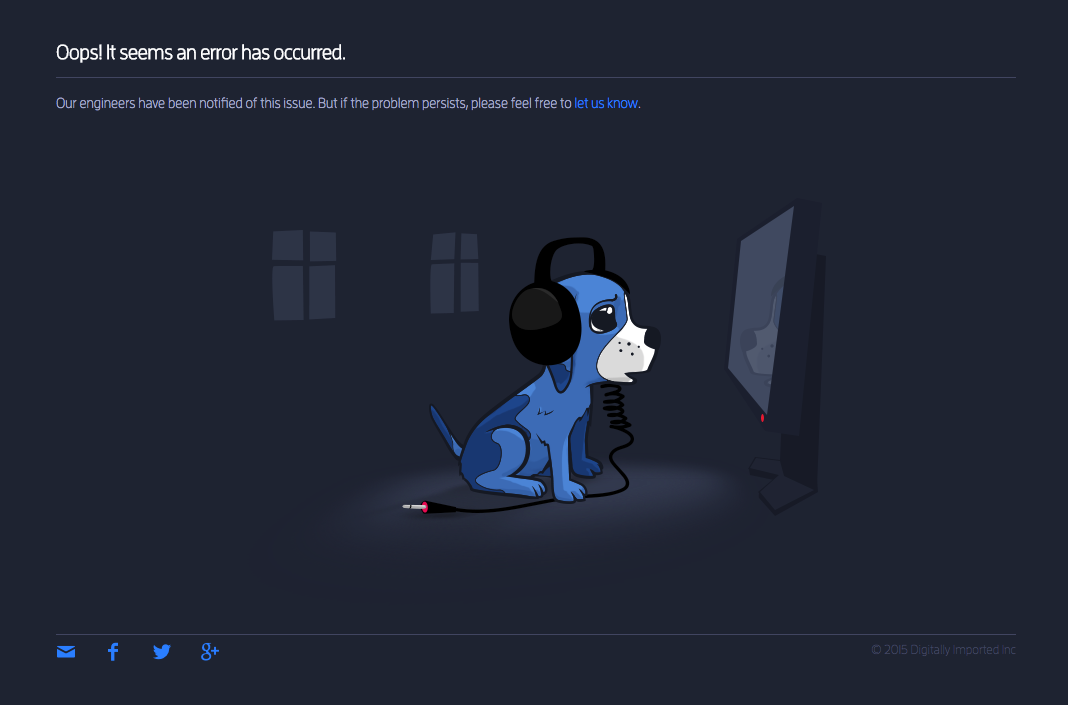 Oops! It seems an error has occurred.
Our engineers have been notified of this issue. But if the problem persists, please feel free to let us know.
© 2015 Digitally Imported Inc